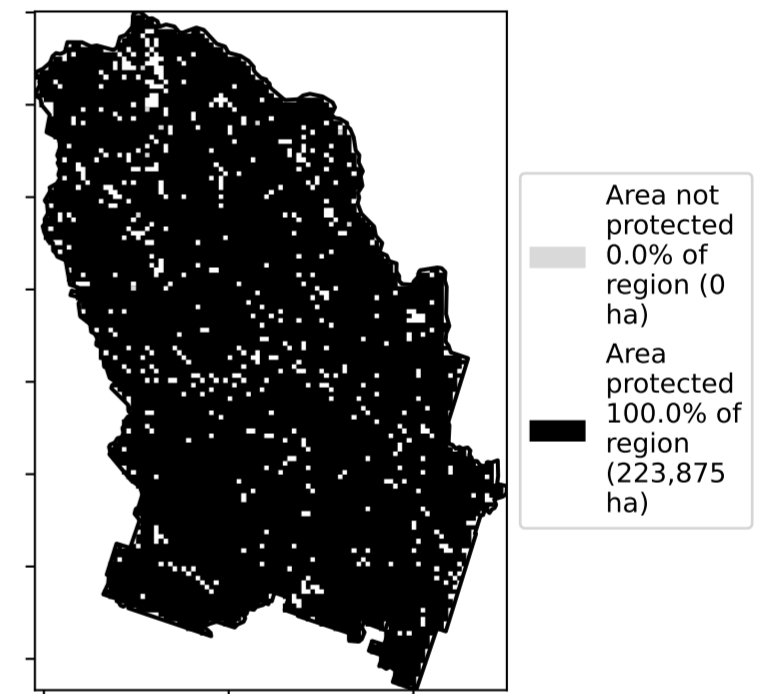 Area not
protected
0.0% of
region (0
ha)
Area
protected
100.0% of
region
(223,875
ha)